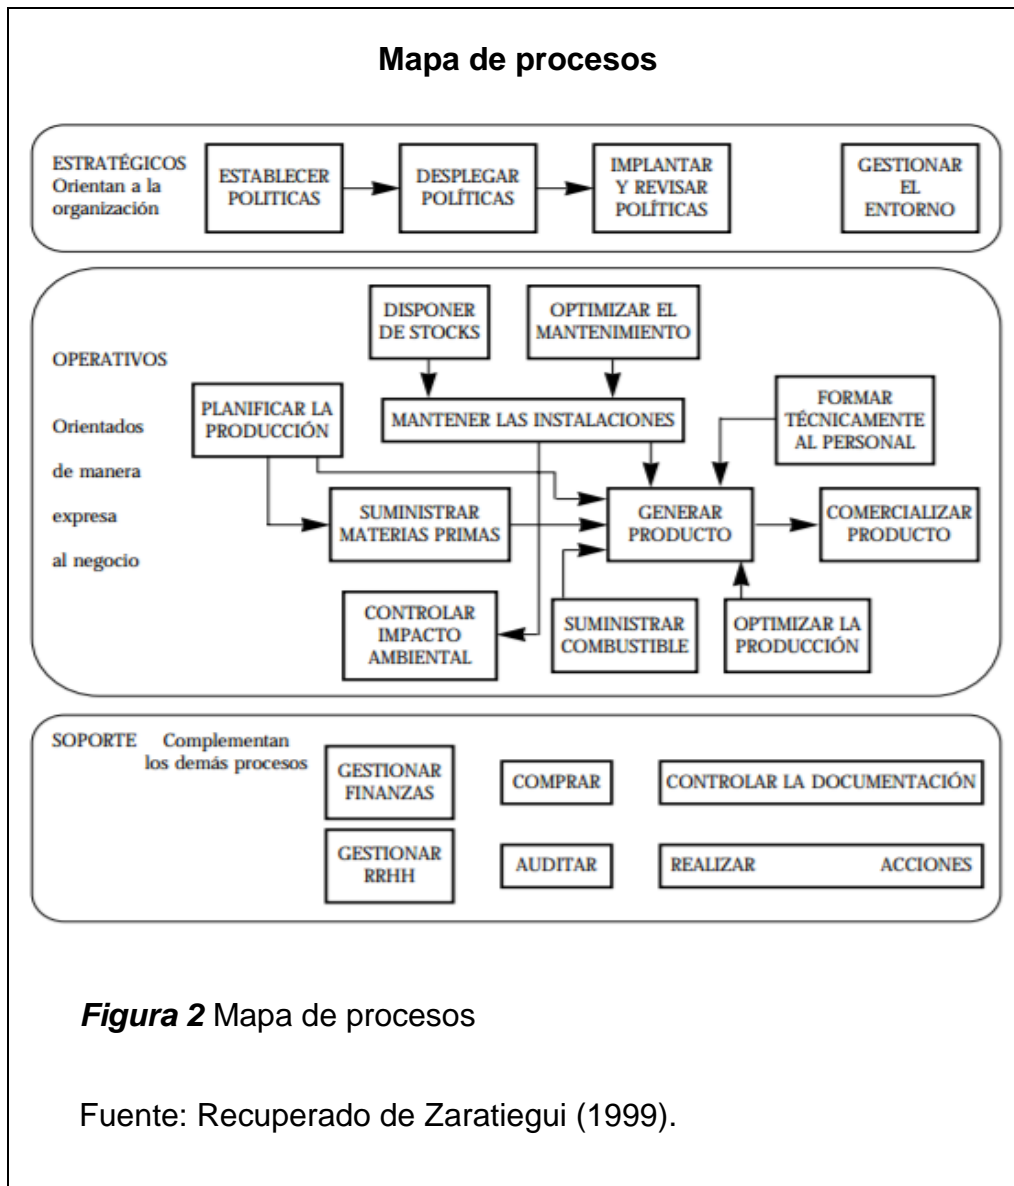 Mapa de procesos
ESTRATÉGICOS
Orientan a la
organización
ESTABLECER
POLITICAS
DESPLEGAR
POLÍTICAS
IMPLANTAR
Y REVISAR
POLÍTICAS
GESTIONAR
EL
ENTORNO
OPERATIVOS
Orientados
de manera
expresa
al negocio
DISPONER
DE STOCKS
OPTIMIZAR EL
MANTENIMIENTO
PLANIFICAR LA
PRODUCCIÓN
MANTENER LAS INSTALACIONES
FORMAR
TÉCNICAMENTE
AL PERSONAL
SUMINISTRAR
MATERIAS PRIMAS
GENERAR
PRODUCTO
COMERCIALIZAR
PRODUCTO
CONTROLAR
IMPACTO
AMBIENTAL
SUMINISTRAR
COMBUSTIBLE
OPTIMIZAR LA
PRODUCCIÓN
SOPORTE Complementan
los demás procesos
GESTIONAR
FINANZAS
COMPRAR
CONTROLAR LA DOCUMENTACIÓN
GESTIONAR
RRHH
AUDITAR
REALIZAR ACCIONES
Figura 2 Mapa de procesos
Fuente: Recuperado de Zaratiegui (1999).